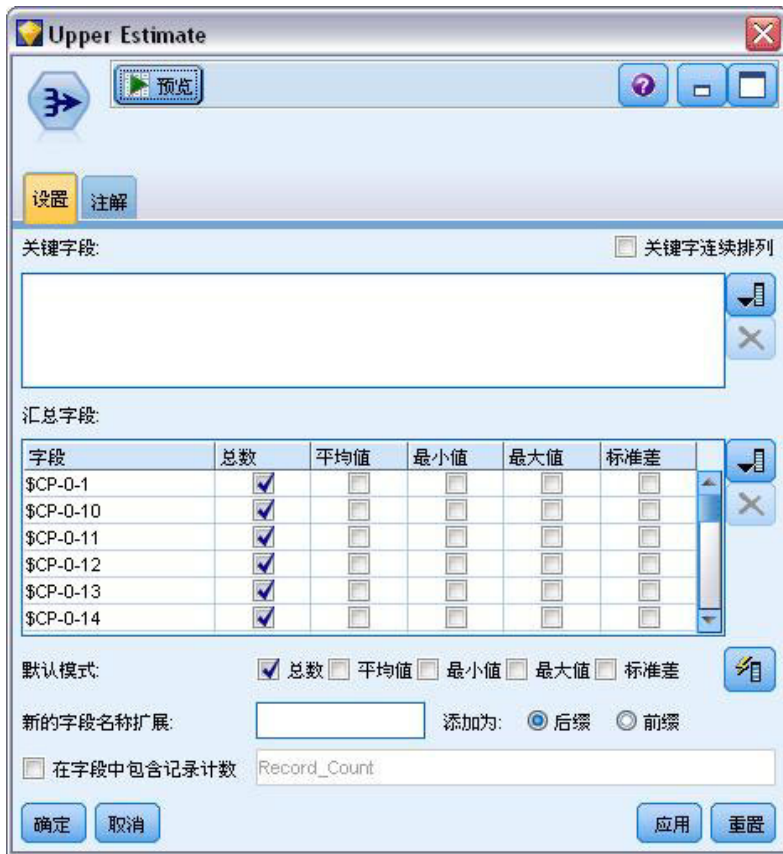 Upper Estimate
预览
设置 注解
关键字段: 关键字连续排列
汇总字段:
字段 总数 平均值 最小值 最大值 标准差
$CP-0-1
$CP-0-10
$CP-0-11
$CP-0-12
$CP-0-13
$CP-0-14
默认模式: 总数 平均值 最小值 最大值 标准差
新的字段名称扩展: 添加为: 后缀 前缀
在字段中包含记录计数 Record_Count
确定 取消 应用 重置